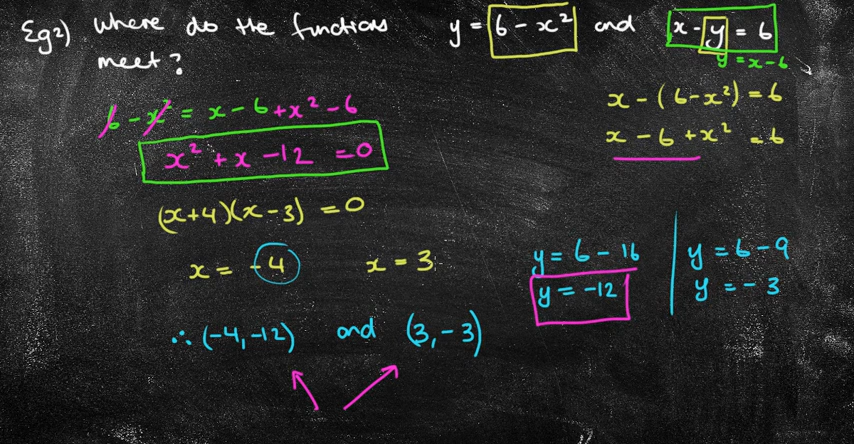 Eg2) Where do the functions y = 6 - x² and x - y = 6
meet?
y = x - 6
6 - x² = x - 6 + x² - 6
x² + x - 12 = 0
(x+4)(x-3) = 0
x = -4 x = 3
∴ (-4, -12) and (3, -3)
x - (6 - x²) = 6
x - 6 + x² = 6
y = 6 - 16
y = -12
y = 6 - 9
y = - 3